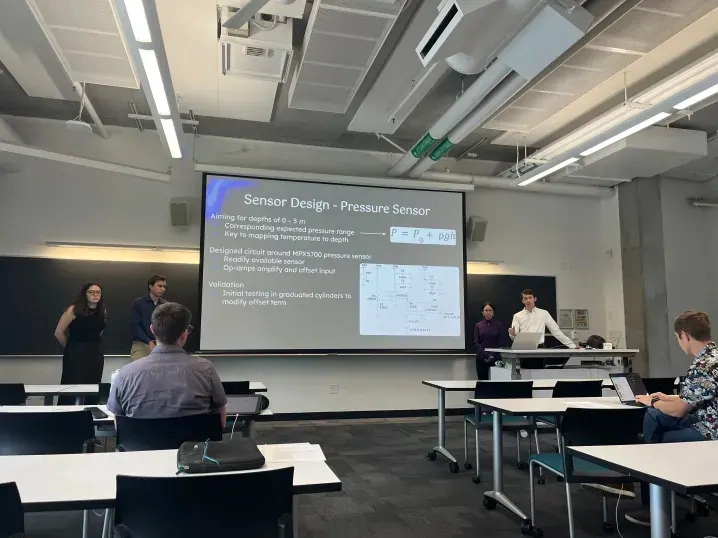 Sensor Design - Pressure Sensor
Aiming for depths of 0 - 5 m
Corresponding expected pressure range
P = P₀ + ρgh
Key to mapping temperature to depth
Designed circuit around MPX5700 pressure sensor
Readily available sensor
Op-amps amplify and offset input
Validation
Initial testing in graduated cylinders to
modify offset term